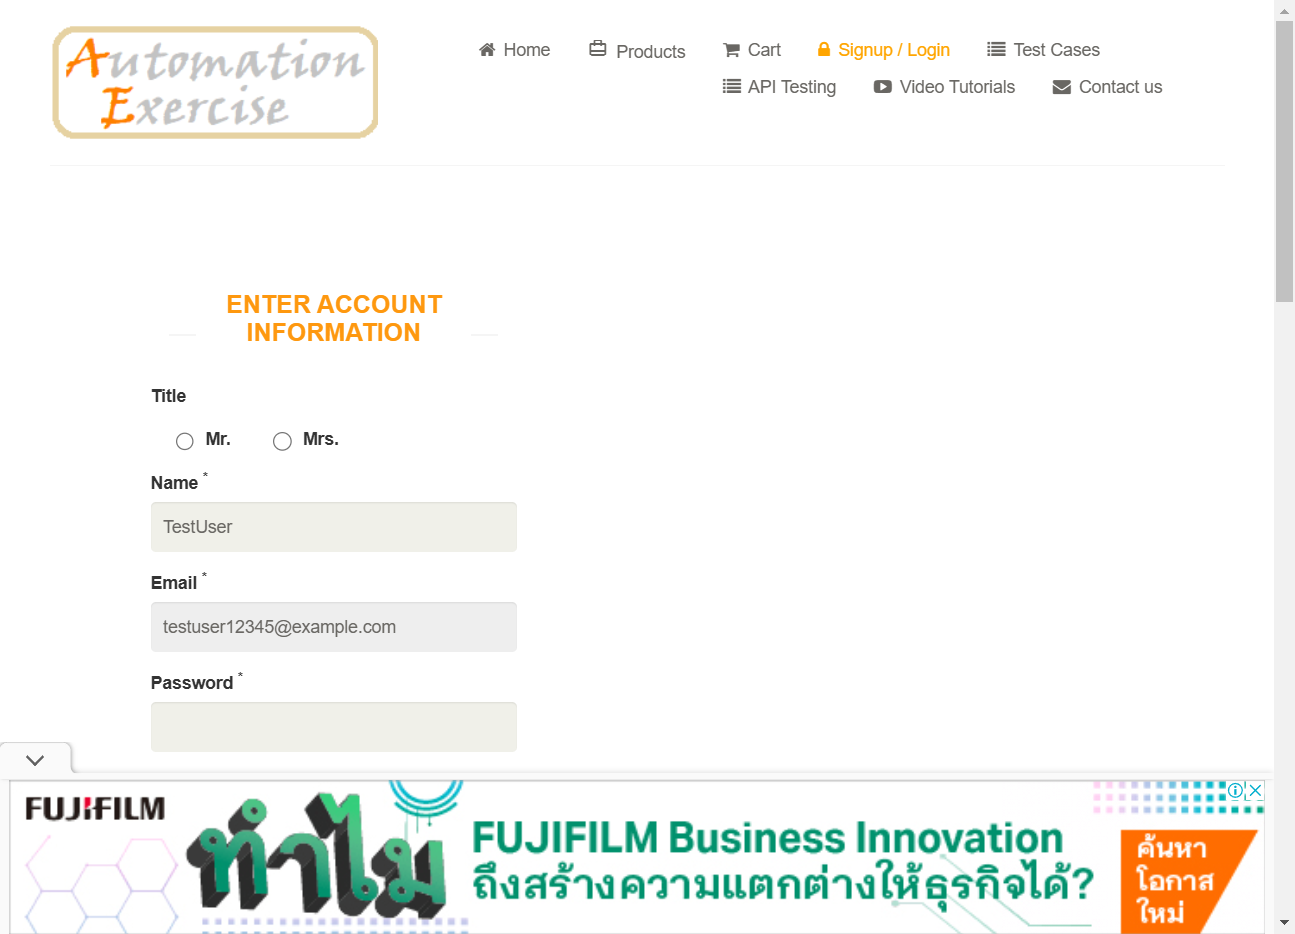 Automation
Exercise
Home
Products
Cart
Signup / Login
Test Cases
API Testing
Video Tutorials
Contact us
ENTER ACCOUNT
INFORMATION
Title
Mr.
Mrs.
Name *
TestUser
Email *
testuser12345@example.com
Password *
FUJIFILM
ทำไม
FUJIFILM Business Innovation
ถึงสร้างความแตกต่างให้ธุรกิจได้?
ค้นหา
โอกาส
ใหม่